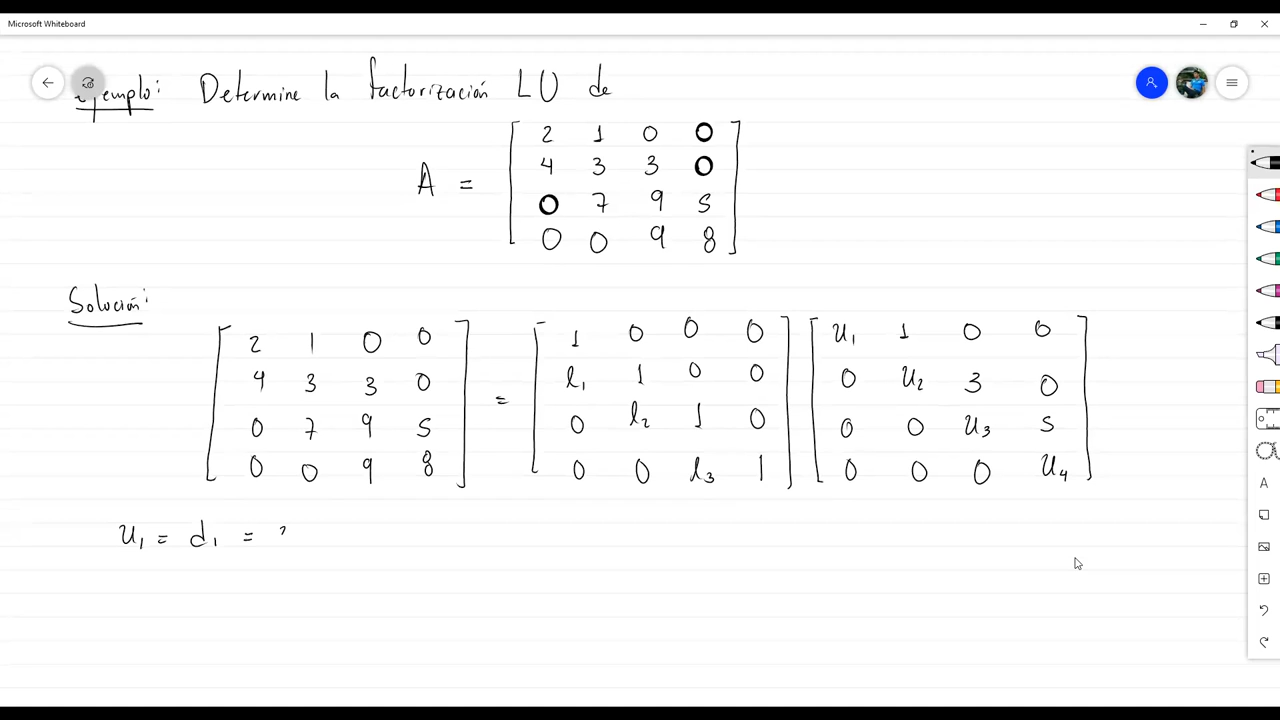 Microsoft Whiteboard
Ejemplo: Determine la factorización LU de
A = [ 2 1 0 0
4 3 3 0
0 7 9 5
0 0 9 8 ]
Solución:
[ 2 1 0 0 ] = [ 1 0 0 0 ] [ u₁ 1 0 0 ]
[ 4 3 3 0 ] [ l₁ 1 0 0 ] [ 0 u₂ 3 0 ]
[ 0 7 9 5 ] [ 0 l₂ 1 0 ] [ 0 0 u₃ 5 ]
[ 0 0 9 8 ] [ 0 0 l₃ 1 ] [ 0 0 0 u₄ ]
u₁ = d₁ =
A